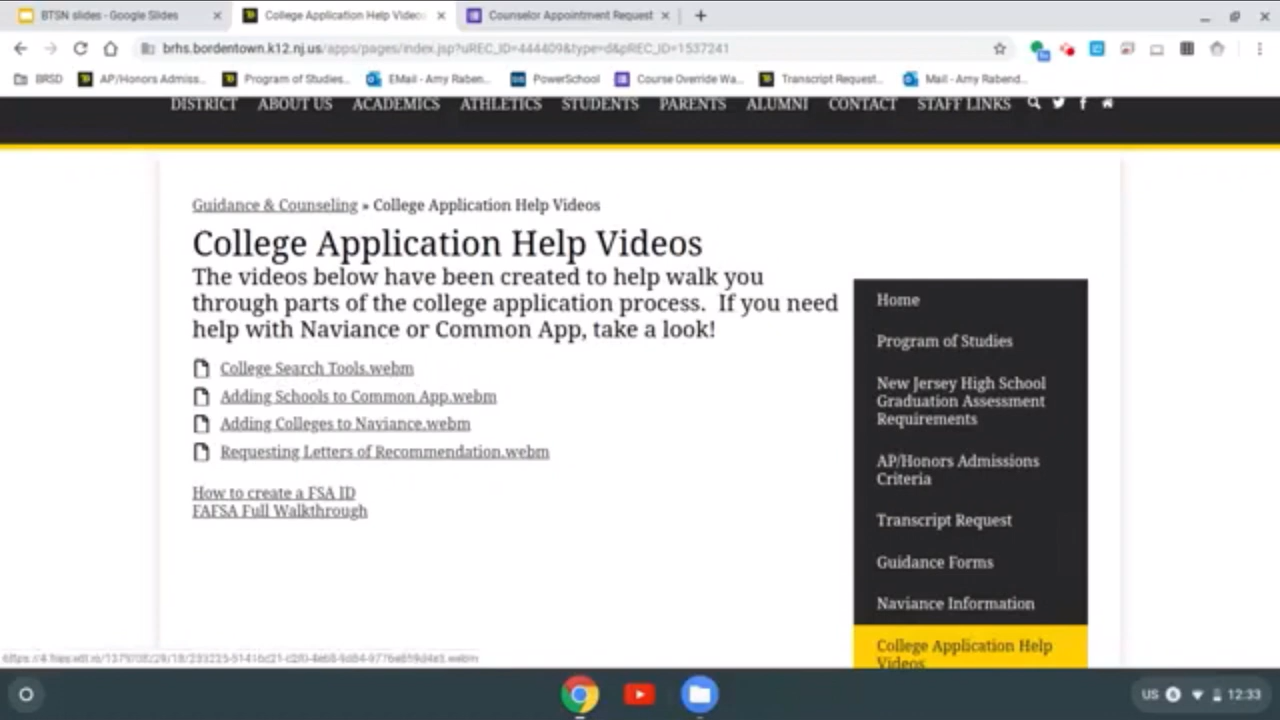 BTSN slides - Google Slides
College Application Help Videos
Counselor Appointment Request
brhs.bordentown.k12.nj.us/apps/pages/index.jsp?uREC_ID=444409&type=d&pREC_ID=1537241
BRSD
AP/Honors Admiss...
Program of Studies...
EMail - Amy Raben...
PowerSchool
Course Override Wa...
Transcript Request...
Mail - Amy Rabend...
DISTRICT ABOUT US ACADEMICS ATHLETICS STUDENTS PARENTS ALUMNI CONTACT STAFF LINKS
Guidance & Counseling » College Application Help Videos
College Application Help Videos
The videos below have been created to help walk you
through parts of the college application process. If you need
help with Naviance or Common App, take a look!
College Search Tools.webm
Adding Schools to Common App.webm
Adding Colleges to Naviance.webm
Requesting Letters of Recommendation.webm
How to create a FSA ID
FAFSA Full Walkthrough
Home
Program of Studies
New Jersey High School
Graduation Assessment
Requirements
AP/Honors Admissions
Criteria
Transcript Request
Guidance Forms
Naviance Information
College Application Help
Videos
US 6 12:33